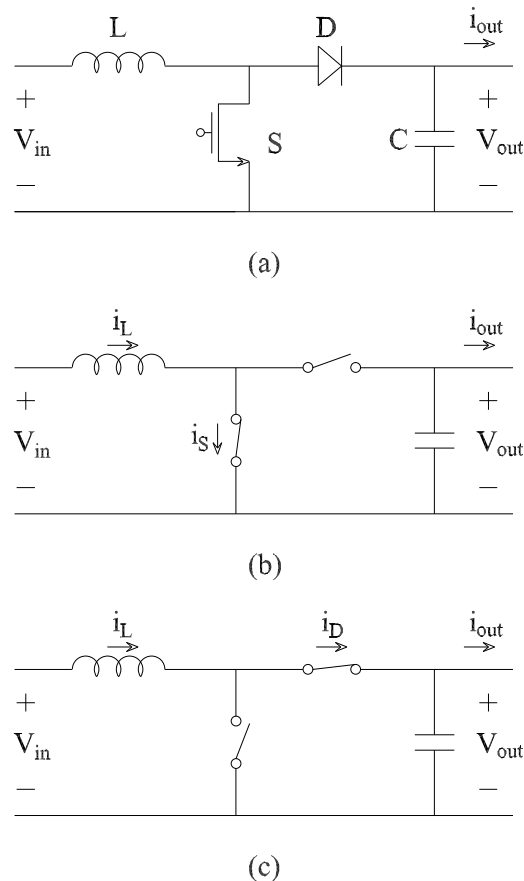 L D i_out
+ +
V_in S C V_out
− −
(a)
i_L i_out
+ +
V_in i_S V_out
− −
(b)
i_L i_D i_out
+ +
V_in V_out
− −
(c)